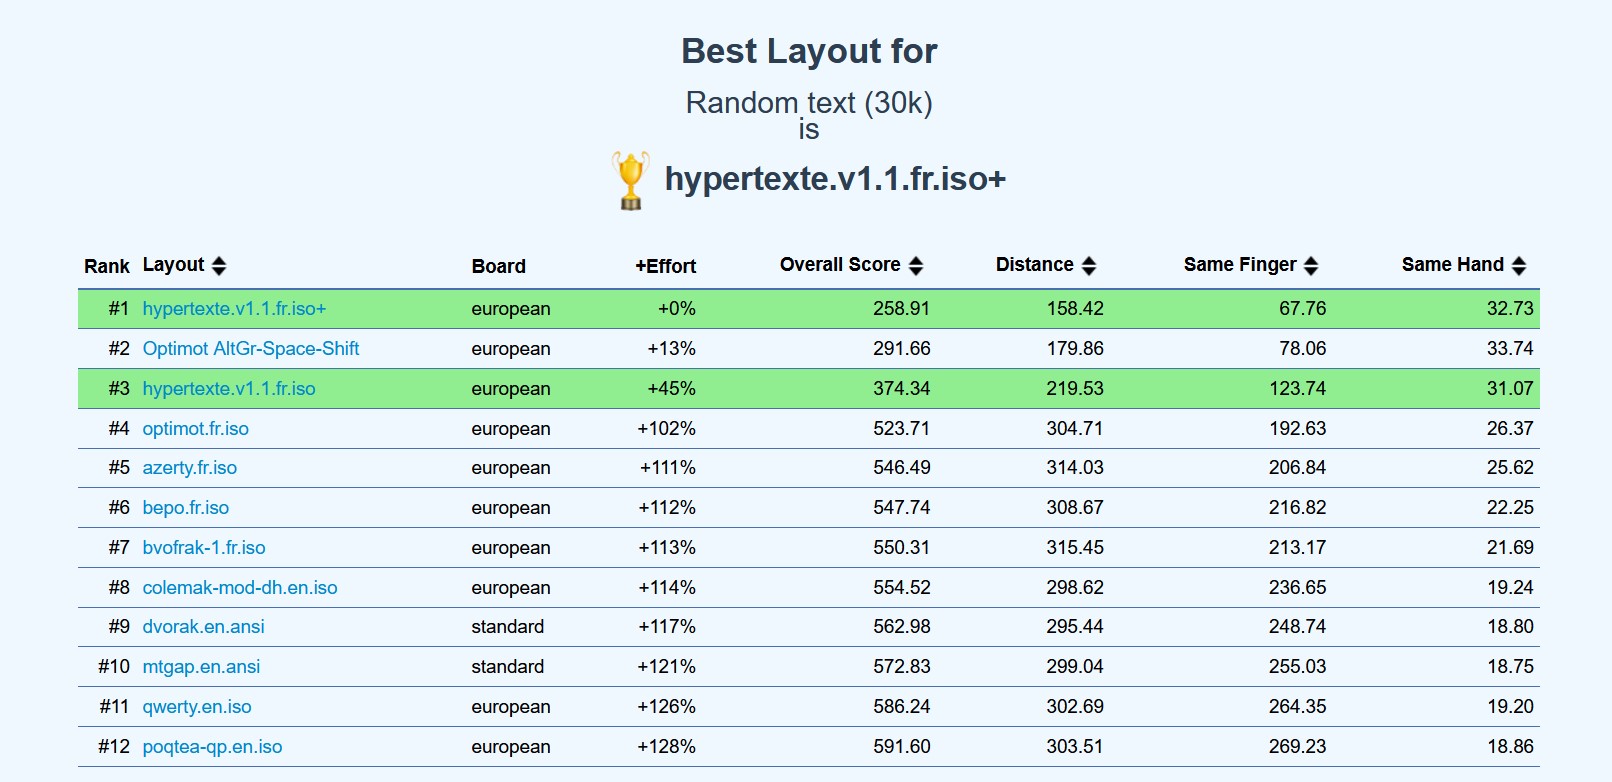 Best Layout for
Random text (30k)
is
hypertexte.v1.1.fr.iso+
Rank Layout Board +Effort Overall Score Distance Same Finger Same Hand
#1 hypertexte.v1.1.fr.iso+ european +0% 258.91 158.42 67.76 32.73
#2 Optimot AltGr-Space-Shift european +13% 291.66 179.86 78.06 33.74
#3 hypertexte.v1.1.fr.iso european +45% 374.34 219.53 123.74 31.07
#4 optimot.fr.iso european +102% 523.71 304.71 192.63 26.37
#5 azerty.fr.iso european +111% 546.49 314.03 206.84 25.62
#6 bepo.fr.iso european +112% 547.74 308.67 216.82 22.25
#7 bvofrak-1.fr.iso european +113% 550.31 315.45 213.17 21.69
#8 colemak-mod-dh.en.iso european +114% 554.52 298.62 236.65 19.24
#9 dvorak.en.ansi standard +117% 562.98 295.44 248.74 18.80
#10 mtgap.en.ansi standard +121% 572.83 299.04 255.03 18.75
#11 qwerty.en.iso european +126% 586.24 302.69 264.35 19.20
#12 poqtea-qp.en.iso european +128% 591.60 303.51 269.23 18.86